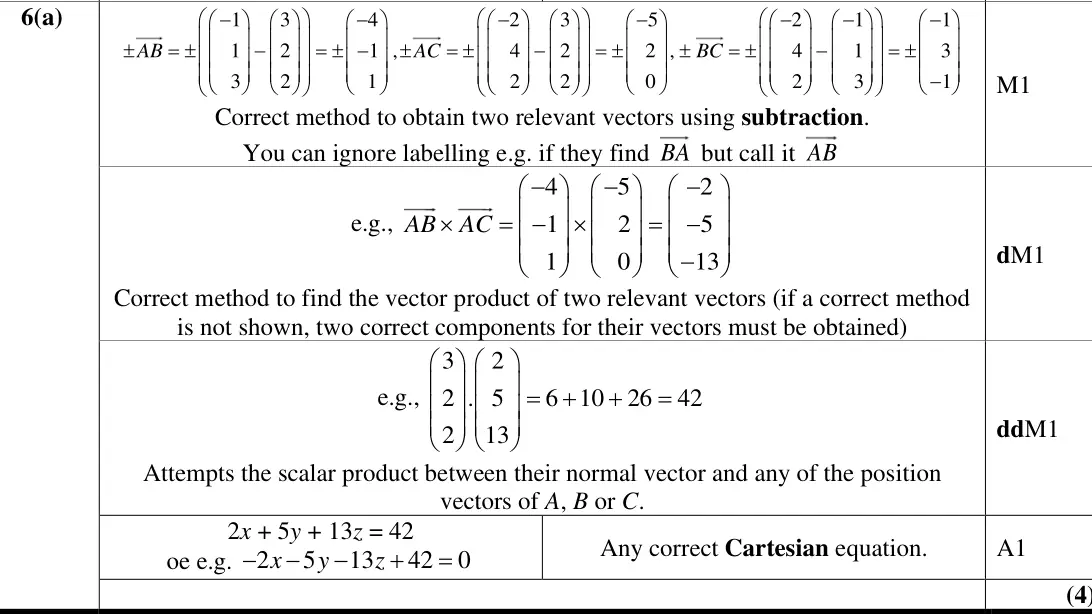 6(a)
±AB⃗ = ±((−1 1 3) − (3 2 2)) = ±(−4 −1 1), ±AC⃗ = ±((−2 4 2) − (3 2 2)) = ±(−5 2 0), ±BC⃗ = ±((−2 4 2) − (−1 1 3)) = ±(−1 3 −1)
M1
Correct method to obtain two relevant vectors using subtraction.
You can ignore labelling e.g. if they find BA⃗ but call it AB⃗
e.g., AB⃗ × AC⃗ = (−4 −1 1) × (−5 2 0) = (−2 −5 −13)
dM1
Correct method to find the vector product of two relevant vectors (if a correct method
is not shown, two correct components for their vectors must be obtained)
e.g., (3 2 2).(2 5 13) = 6+10+26 = 42
ddM1
Attempts the scalar product between their normal vector and any of the position
vectors of A, B or C.
2x + 5y + 13z = 42
oe e.g. −2x−5y−13z+42 = 0
Any correct Cartesian equation.
A1
(4)